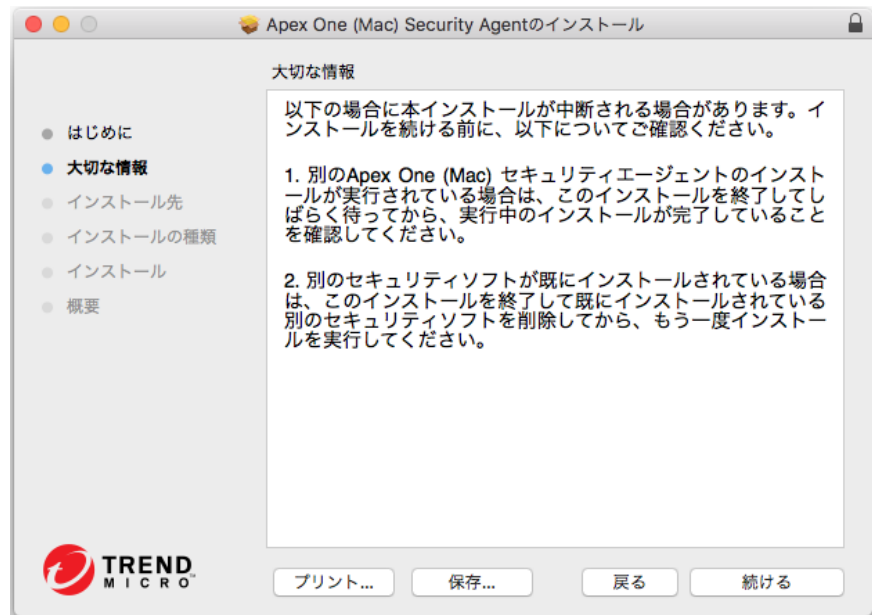 Apex One (Mac) Security Agentのインストール
大切な情報
はじめに
大切な情報
インストール先
インストールの種類
インストール
概要
以下の場合に本インストールが中断される場合があります。イ
ンストールを続ける前に、以下についてご確認ください。
1. 別のApex One (Mac) セキュリティエージェントのインスト
ールが実行されている場合は、このインストールを終了してし
ばらく待ってから、実行中のインストールが完了していること
を確認してください。
2. 別のセキュリティソフトが既にインストールされている場合
は、このインストールを終了して既にインストールされている
別のセキュリティソフトを削除してから、もう一度インストー
ルを実行してください。
TREND
MICRO™
プリント...
保存...
戻る
続ける